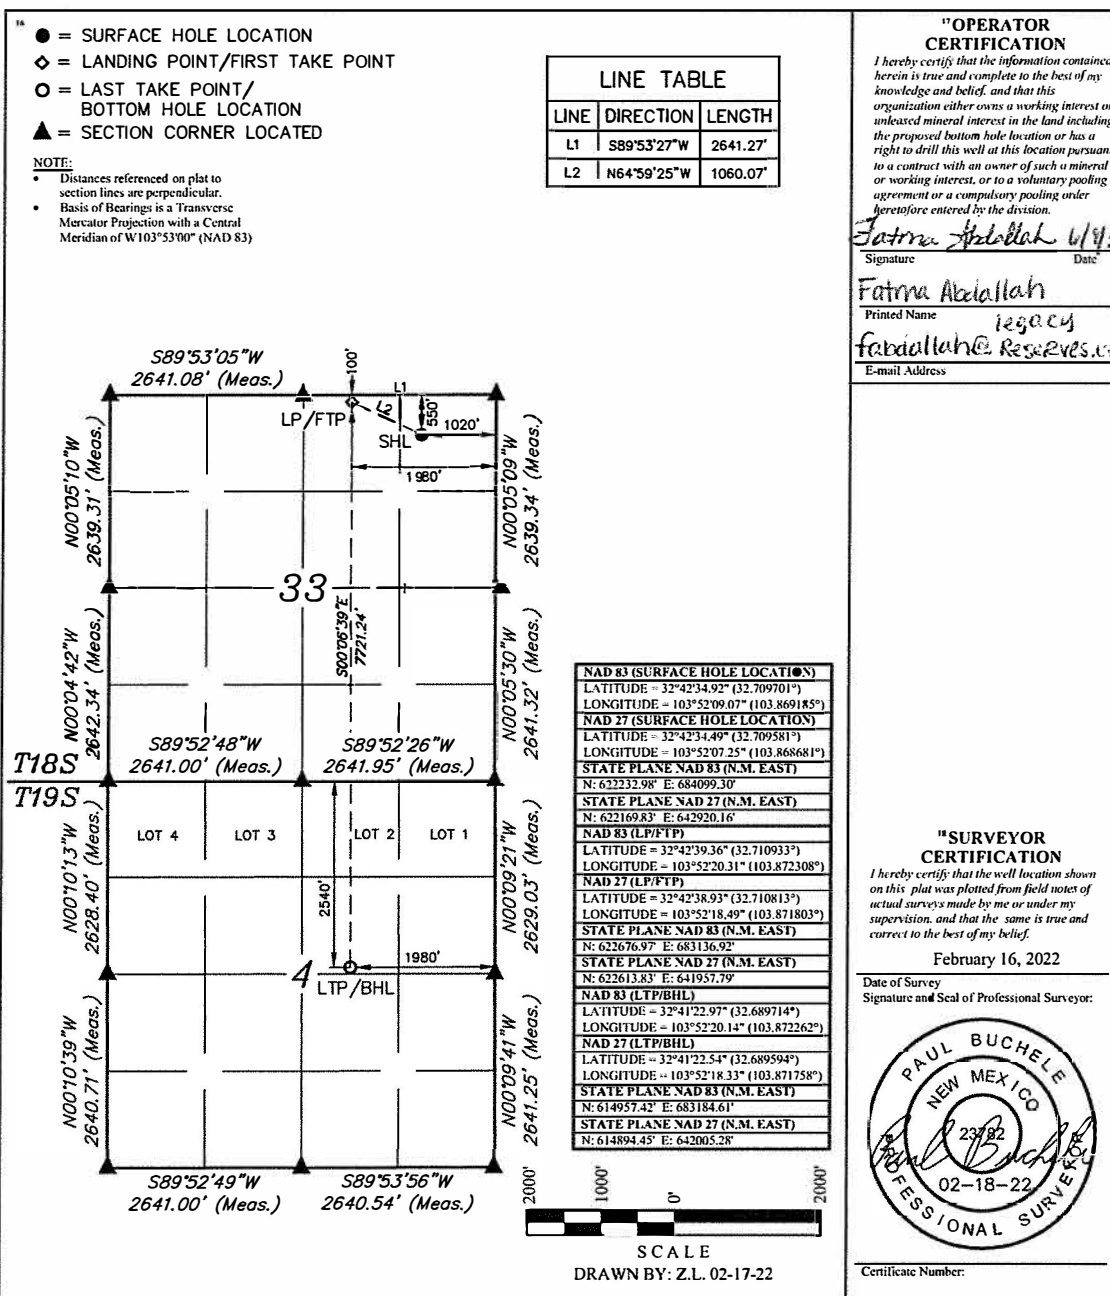 16
● = SURFACE HOLE LOCATION
◇ = LANDING POINT/FIRST TAKE POINT
O = LAST TAKE POINT/
BOTTOM HOLE LOCATION
▲ = SECTION CORNER LOCATED
NOTE:
• Distances referenced on plat to
section lines are perpendicular.
• Basis of Bearings is a Transverse
Mercator Projection with a Central
Meridian of W103°53'00" (NAD 83)
LINE TABLE
LINE DIRECTION LENGTH
L1 S89°53'27"W 2641.27'
L2 N64°59'25"W 1060.07'
S89°53'05"W
2641.08' (Meas.)
100'
L1
LP/FTP
L2
550'
1020'
SHL
1980'
N00°05'10"W
2639.31' (Meas.)
N00°05'09"W
2639.34' (Meas.)
33
S00°06'39"E
7721.24'
N00°04'42"W
2642.34' (Meas.)
N00°05'30"W
2641.32' (Meas.)
S89°52'48"W
2641.00' (Meas.)
S89°52'26"W
2641.95' (Meas.)
T18S
T19S
LOT 4
LOT 3
LOT 2
LOT 1
N00°10'13"W
2628.40' (Meas.)
2540'
N00°09'21"W
2629.03' (Meas.)
1980'
4
LTP/BHL
N00°10'39"W
2640.71' (Meas.)
N00°09'41"W
2641.25' (Meas.)
S89°52'49"W
2641.00' (Meas.)
S89°53'56"W
2640.54' (Meas.)
NAD 83 (SURFACE HOLE LOCATION)
LATITUDE = 32°42'34.92" (32.709701°)
LONGITUDE = 103°52'09.07" (103.869185°)
NAD 27 (SURFACE HOLE LOCATION)
LATITUDE = 32°42'34.49" (32.709581°)
LONGITUDE = 103°52'07.25" (103.868681°)
STATE PLANE NAD 83 (N.M. EAST)
N: 622232.98' E: 684099.30'
STATE PLANE NAD 27 (N.M. EAST)
N: 622169.83' E: 642920.16'
NAD 83 (LP/FTP)
LATITUDE = 32°42'39.36" (32.710933°)
LONGITUDE = 103°52'20.31" (103.872308°)
NAD 27 (LP/FTP)
LATITUDE = 32°42'38.93" (32.710813°)
LONGITUDE = 103°52'18.49" (103.871803°)
STATE PLANE NAD 83 (N.M. EAST)
N: 622676.97' E: 683136.92'
STATE PLANE NAD 27 (N.M. EAST)
N: 622613.83' E: 641957.79'
NAD 83 (LTP/BHL)
LATITUDE = 32°41'22.97" (32.689714°)
LONGITUDE = 103°52'20.14" (103.872262°)
NAD 27 (LTP/BHL)
LATITUDE = 32°41'22.54" (32.689594°)
LONGITUDE = 103°52'18.33" (103.871758°)
STATE PLANE NAD 83 (N.M. EAST)
N: 614957.42' E: 683184.61'
STATE PLANE NAD 27 (N.M. EAST)
N: 614894.45' E: 642005.28'
2000' 1000' 0' 2000'
SCALE
DRAWN BY: Z.L. 02-17-22
17OPERATOR
CERTIFICATION
I hereby certify that the information contained
herein is true and complete to the best of my
knowledge and belief, and that this
organization either owns a working interest or
unleased mineral interest in the land including
the proposed bottom hole location or has a
right to drill this well at this location pursuant
to a contract with an owner of such a mineral
or working interest, or to a voluntary pooling
agreement or a compulsory pooling order
heretofore entered by the division.
Fatma Abdallah
Signature Date
Fatma Abdallah
Printed Name
legacy
fabdallah@ Reserves.c
E-mail Address
18SURVEYOR
CERTIFICATION
I hereby certify that the well location shown
on this plat was plotted from field notes of
actual surveys made by me or under my
supervision, and that the same is true and
correct to the best of my belief.
February 16, 2022
Date of Survey
Signature and Seal of Professional Surveyor:
PAUL BUCHELE
NEW MEXICO
23782
Paul Buchele
02-18-22
PROFESSIONAL SURVEYOR
Certificate Number: